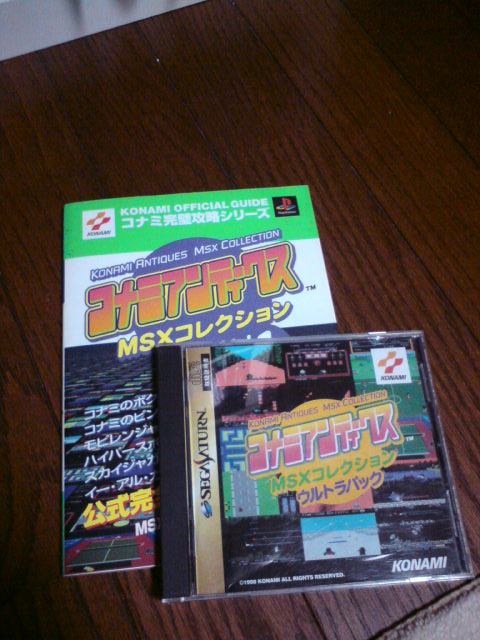 KONAMI
KONAMI OFFICIAL GUIDE
コナミ完璧攻略シリーズ
PlayStation
KONAMI ANTIQUES MSX COLLECTION
コナミアンティークス
TM
MSXコレクション
コナミのボク
コナミのピン
モピレンジャ
ハイパース
スカイジャ
イー・アル・
公式完
MS
SEGA SATURN
KONAMI
KONAMI ANTIQUES MSX COLLECTION
コナミアンティークス
TM
MSXコレクション
ウルトラパック
©1998 KONAMI ALL RIGHTS RESERVED.
KONAMI